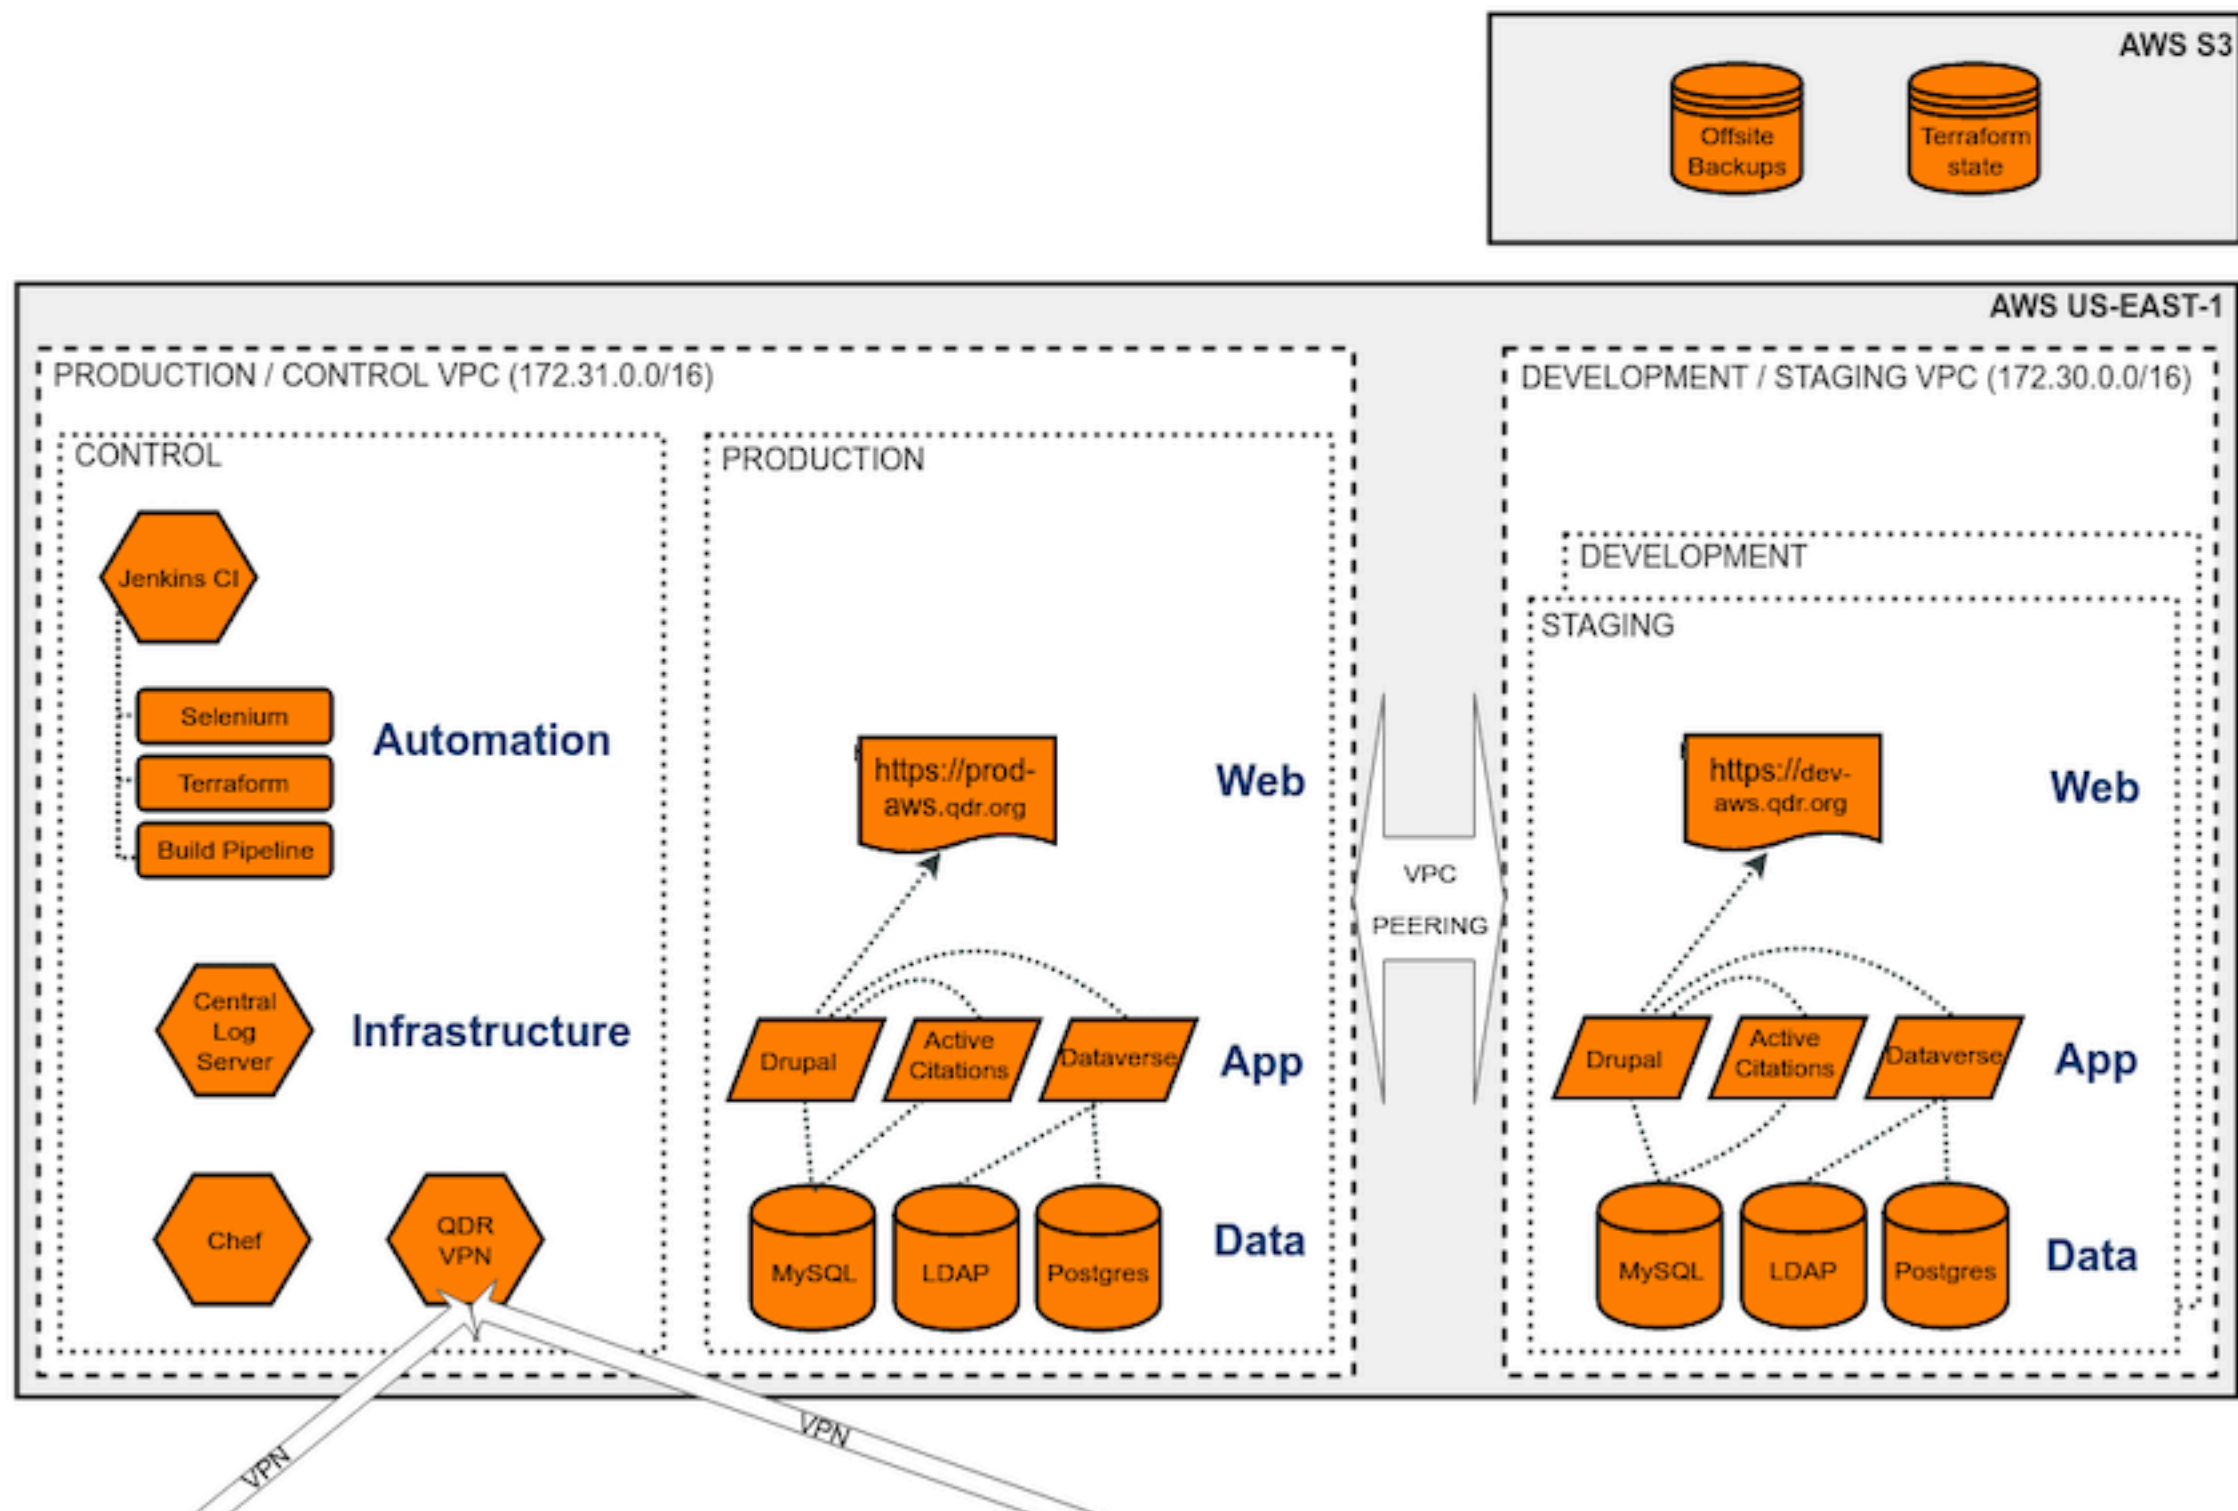 AWS S3
Offsite
Backups
Terraform
state
AWS US-EAST-1
PRODUCTION / CONTROL VPC (172.31.0.0/16)
CONTROL
Jenkins CI
Selenium
Terraform
Build Pipeline
Automation
Central
Log
Server
Infrastructure
Chef
QDR
VPN
VPN
VPN
PRODUCTION
https://prod-
aws.qdr.org
Web
Drupal
Active
Citations
Dataverse
App
MySQL
LDAP
Postgres
Data
VPC
PEERING
DEVELOPMENT / STAGING VPC (172.30.0.0/16)
DEVELOPMENT
STAGING
https://dev-
aws.qdr.org
Web
Drupal
Active
Citations
Dataverse
App
MySQL
LDAP
Postgres
Data